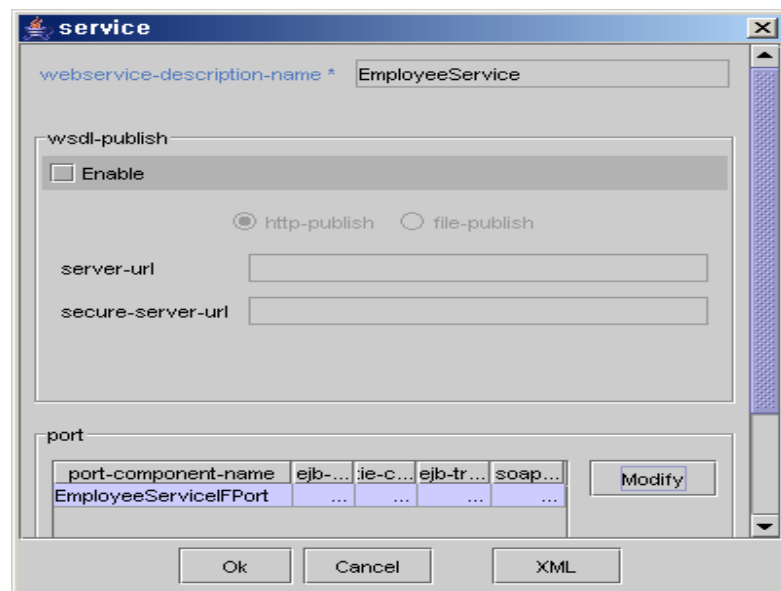 service
webservice-description-name * EmployeeService
wsdl-publish
Enable
http-publish file-publish
server-url
secure-server-url
port
port-component-name ejb-... :ie-c... ejb-tr... soap...
EmployeeServiceIFPort ... ... ... ...
Modify
Ok Cancel XML